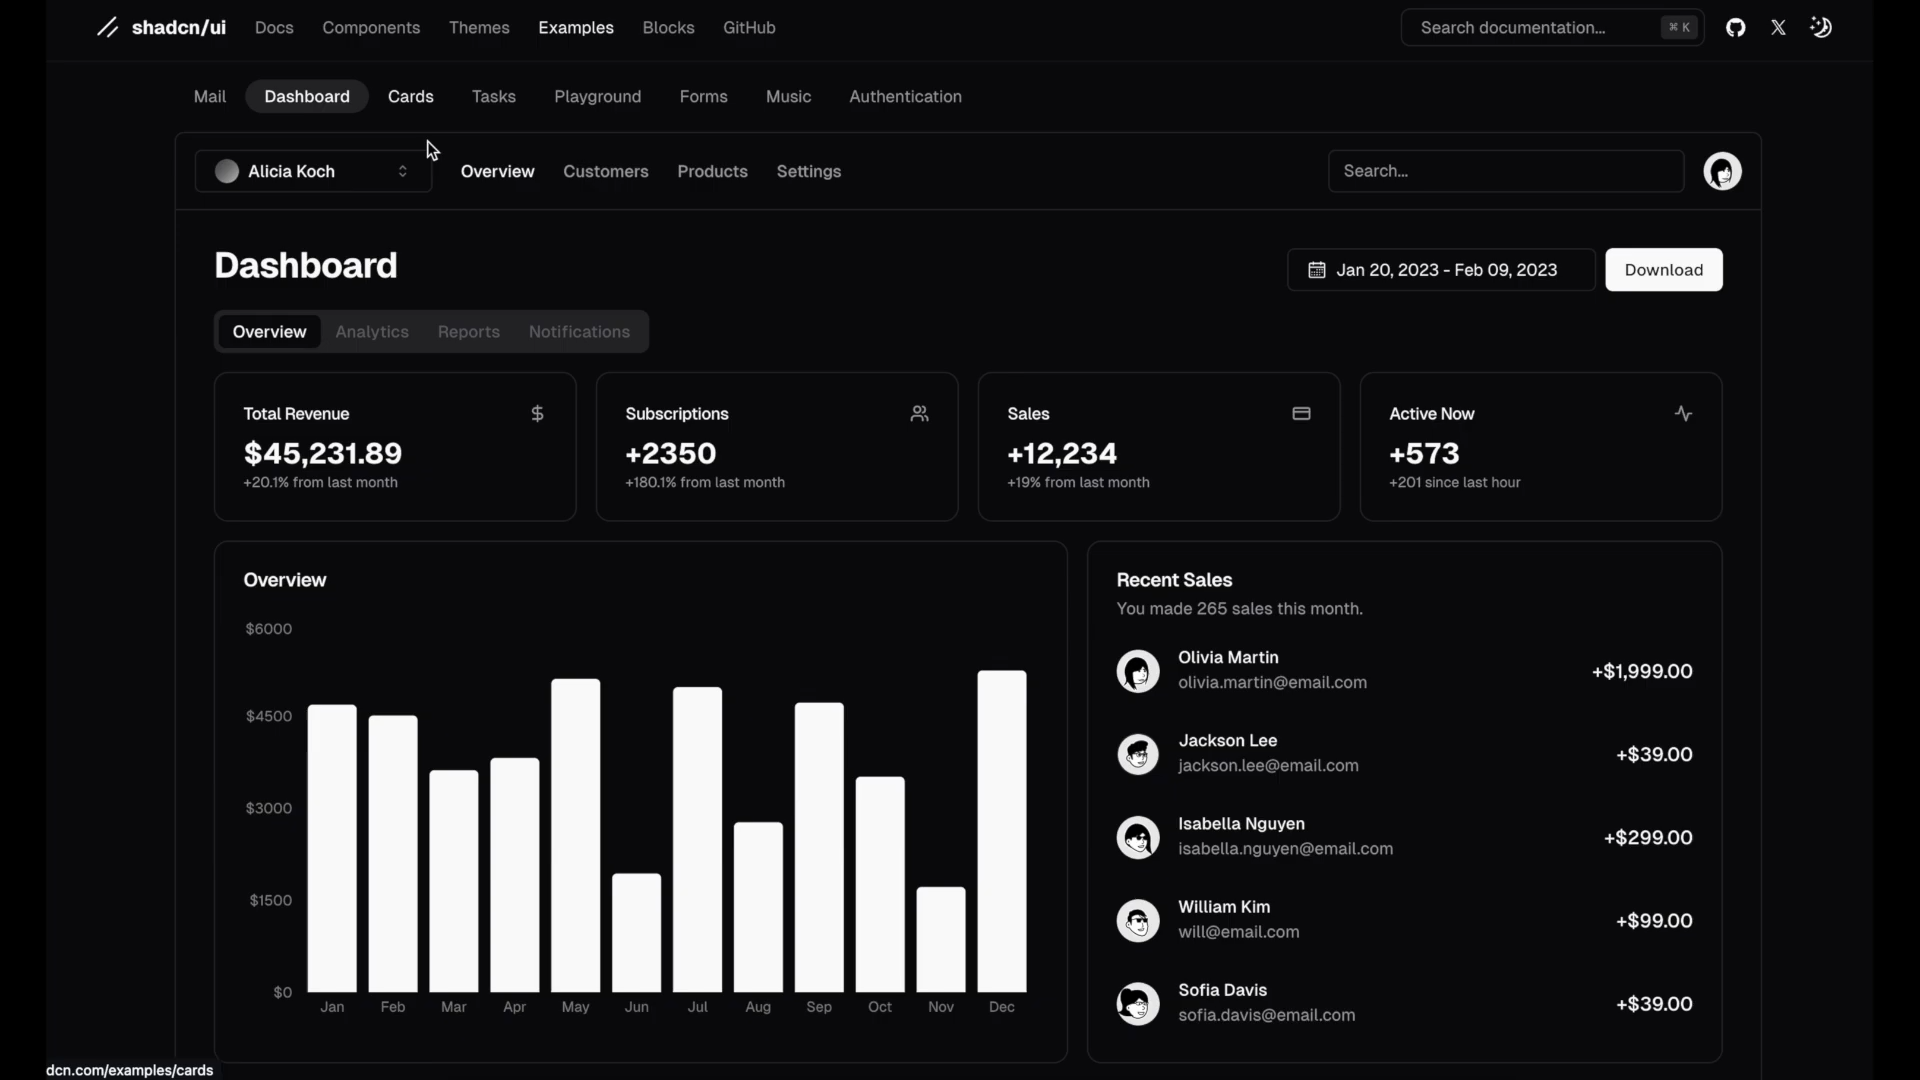 shadcn/ui Docs Components Themes Examples Blocks GitHub Search documentation... ⌘ K
Mail Dashboard Cards Tasks Playground Forms Music Authentication
Alicia Koch Overview Customers Products Settings Search...
Dashboard
Jan 20, 2023 - Feb 09, 2023 Download
Overview Analytics Reports Notifications
Total Revenue
$45,231.89
+20.1% from last month
Subscriptions
+2350
+180.1% from last month
Sales
+12,234
+19% from last month
Active Now
+573
+201 since last hour
Overview
$6000
$4500
$3000
$1500
$0
Jan Feb Mar Apr May Jun Jul Aug Sep Oct Nov Dec
Recent Sales
You made 265 sales this month.
Olivia Martin
olivia.martin@email.com
+$1,999.00
Jackson Lee
jackson.lee@email.com
+$39.00
Isabella Nguyen
isabella.nguyen@email.com
+$299.00
William Kim
will@email.com
+$99.00
Sofia Davis
sofia.davis@email.com
+$39.00
dcn.com/examples/cards